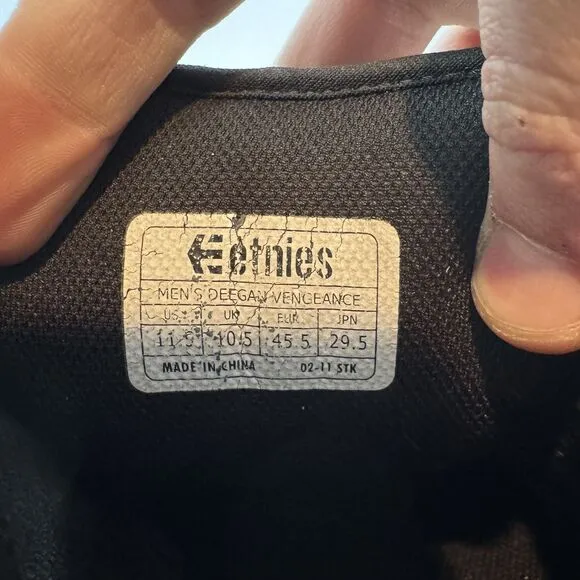 etnies
MEN'S DEEGAN VENGEANCE
US UK EUR JPN
11.5 10.5 45.5 29.5
MADE IN CHINA 02-11 STK